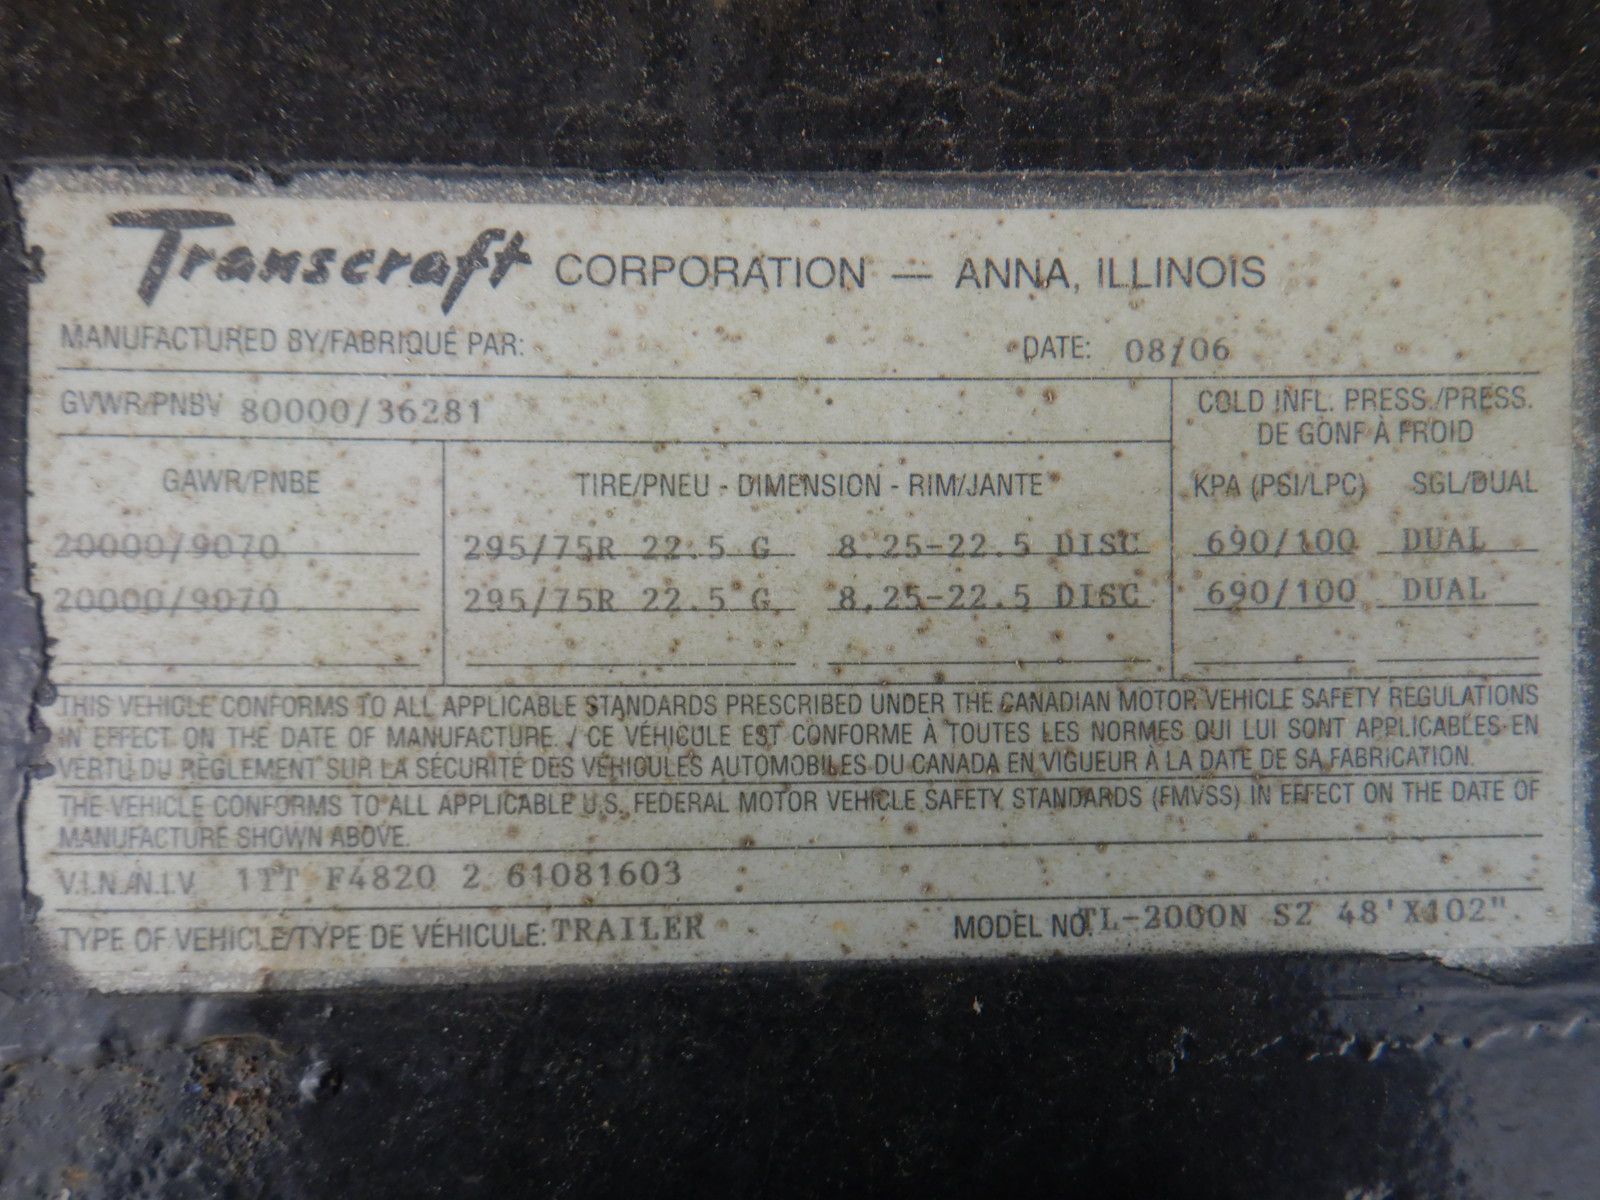 Transcraft CORPORATION — ANNA, ILLINOIS
MANUFACTURED BY/FABRIQUÉ PAR: DATE: 08/06
GVWR/PNBV 80000/36281
COLD INFL. PRESS./PRESS.
DE GONF À FROID
GAWR/PNBE TIRE/PNEU - DIMENSION - RIM/JANTE KPA (PSI/LPC) SGL/DUAL
20000/9070 295/75R 22.5 G 8.25-22.5 DISC 690/100 DUAL
20000/9070 295/75R 22.5 G 8.25-22.5 DISC 690/100 DUAL
THIS VEHICLE CONFORMS TO ALL APPLICABLE STANDARDS PRESCRIBED UNDER THE CANADIAN MOTOR VEHICLE SAFETY REGULATIONS
IN EFFECT ON THE DATE OF MANUFACTURE. / CE VÉHICULE EST CONFORME À TOUTES LES NORMES QUI LUI SONT APPLICABLES EN
VERTU DU RÈGLEMENT SUR LA SÉCURITÉ DES VÉHICULES AUTOMOBILES DU CANADA EN VIGUEUR À LA DATE DE SA FABRICATION.
THE VEHICLE CONFORMS TO ALL APPLICABLE U.S. FEDERAL MOTOR VEHICLE SAFETY STANDARDS (FMVSS) IN EFFECT ON THE DATE OF
MANUFACTURE SHOWN ABOVE.
V.I.N./N.I.V. 1TT F4820 2 61081603
TYPE OF VEHICLE/TYPE DE VÉHICULE: TRAILER MODEL NO. TL-2000N S2 48'X102"